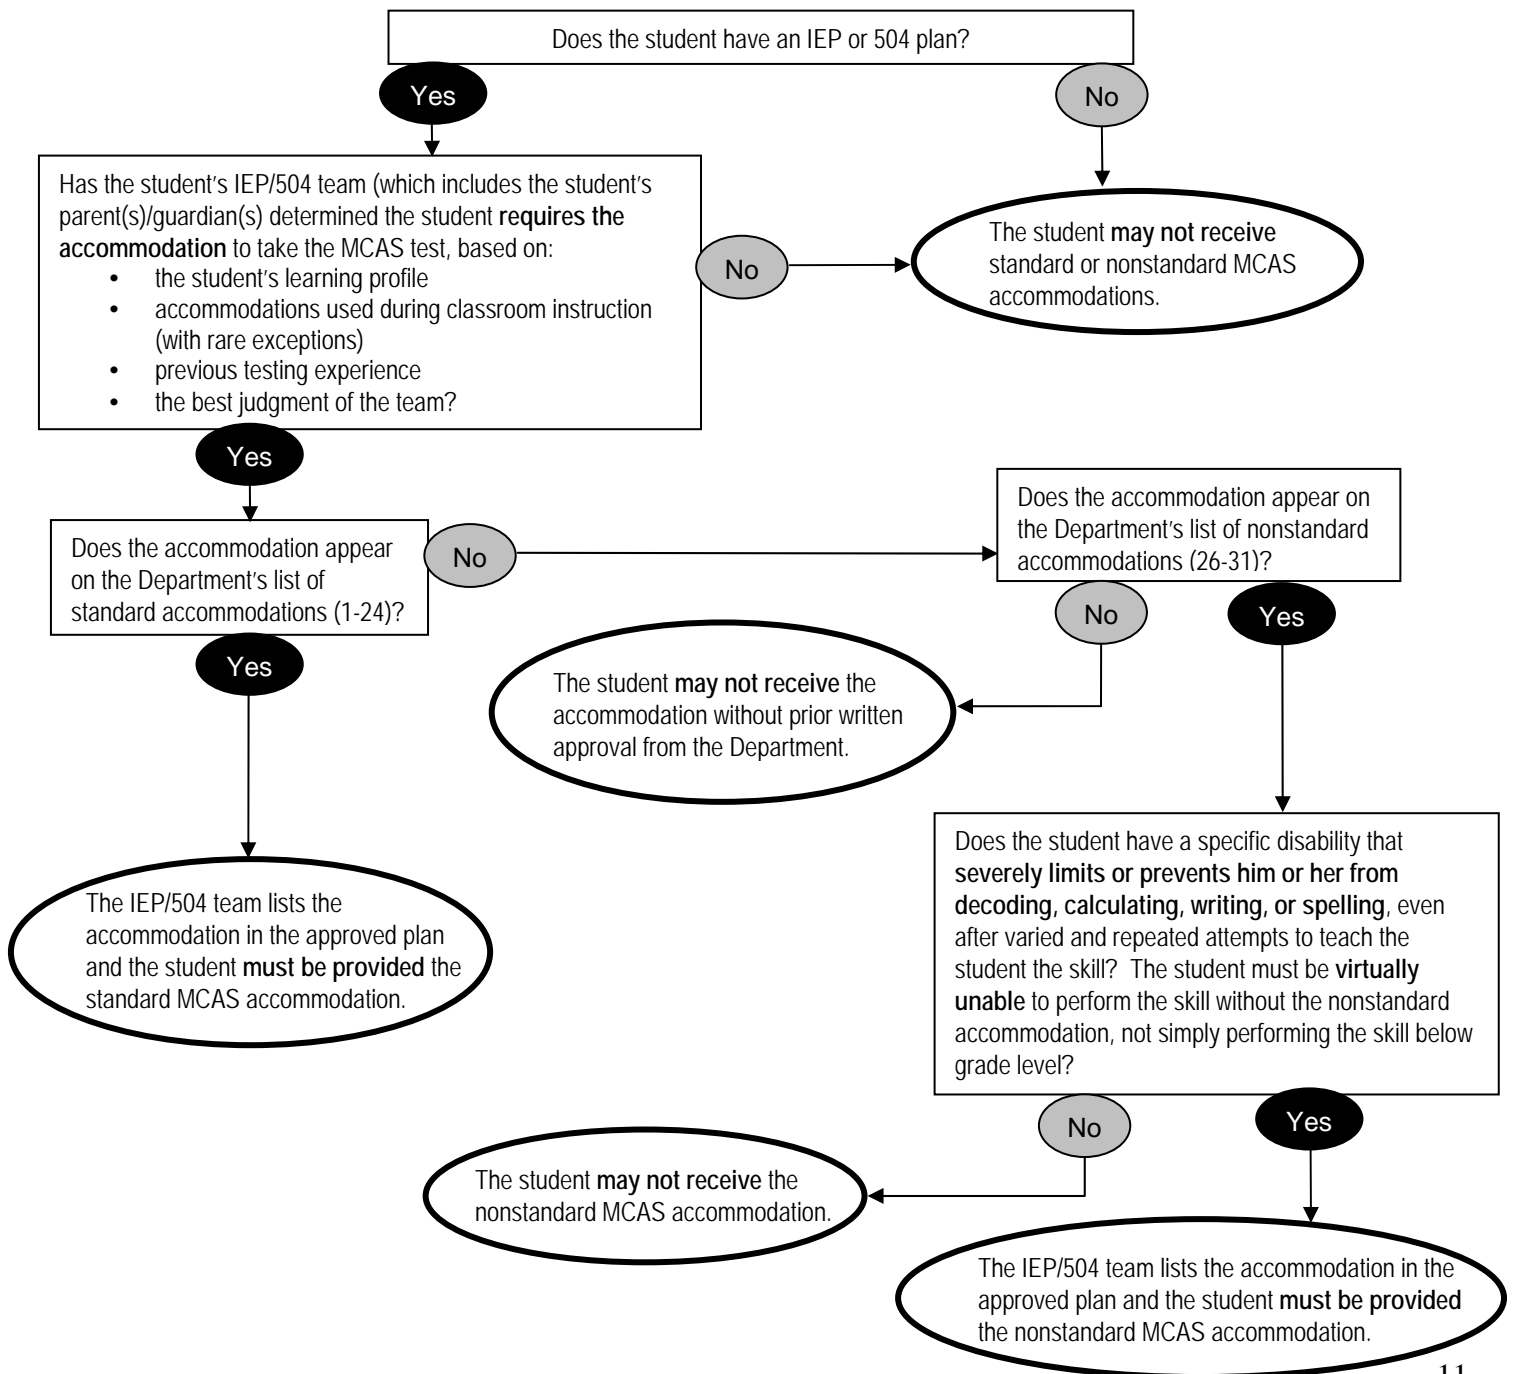 Does the student have an IEP or 504 plan?
Yes
No
Has the student's IEP/504 team (which includes the student's
parent(s)/guardian(s) determined the student requires the
accommodation to take the MCAS test, based on:
• the student's learning profile
• accommodations used during classroom instruction
(with rare exceptions)
• previous testing experience
• the best judgment of the team?
No
The student may not receive
standard or nonstandard MCAS
accommodations.
Yes
Does the accommodation appear
on the Department's list of
standard accommodations (1-24)?
No
Does the accommodation appear on
the Department's list of nonstandard
accommodations (26-31)?
No
Yes
Yes
The student may not receive the
accommodation without prior written
approval from the Department.
The IEP/504 team lists the
accommodation in the approved plan
and the student must be provided the
standard MCAS accommodation.
Does the student have a specific disability that
severely limits or prevents him or her from
decoding, calculating, writing, or spelling, even
after varied and repeated attempts to teach the
student the skill? The student must be virtually
unable to perform the skill without the nonstandard
accommodation, not simply performing the skill below
grade level?
No
Yes
The student may not receive the
nonstandard MCAS accommodation.
The IEP/504 team lists the accommodation in the
approved plan and the student must be provided
the nonstandard MCAS accommodation.
11